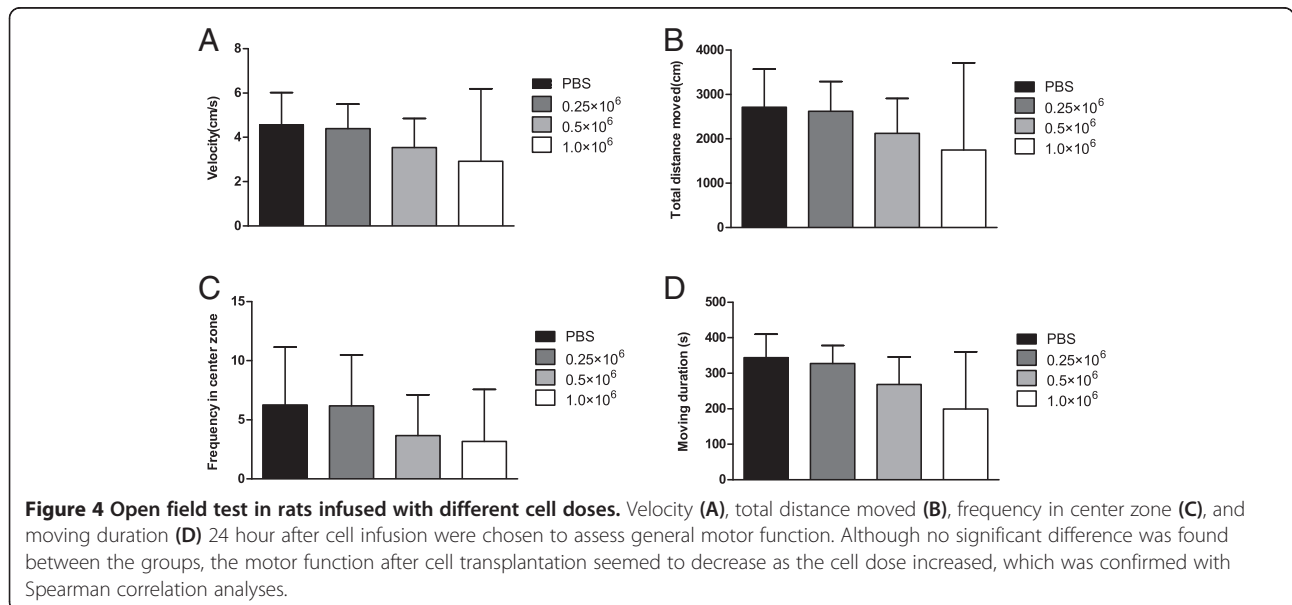 A
8
6
4
2
0
Velocity(cm/s)
PBS
0.25×10⁶
0.5×10⁶
1.0×10⁶
B
4000
3000
2000
1000
0
Total distance moved(cm)
PBS
0.25×10⁶
0.5×10⁶
1.0×10⁶
C
15
10
5
0
Frequency in center zone
PBS
0.25×10⁶
0.5×10⁶
1.0×10⁶
D
500
400
300
200
100
0
Moving duration (s)
PBS
0.25×10⁶
0.5×10⁶
1.0×10⁶
Figure 4 Open field test in rats infused with different cell doses. Velocity (A), total distance moved (B), frequency in center zone (C), and
moving duration (D) 24 hour after cell infusion were chosen to assess general motor function. Although no significant difference was found
between the groups, the motor function after cell transplantation seemed to decrease as the cell dose increased, which was confirmed with
Spearman correlation analyses.